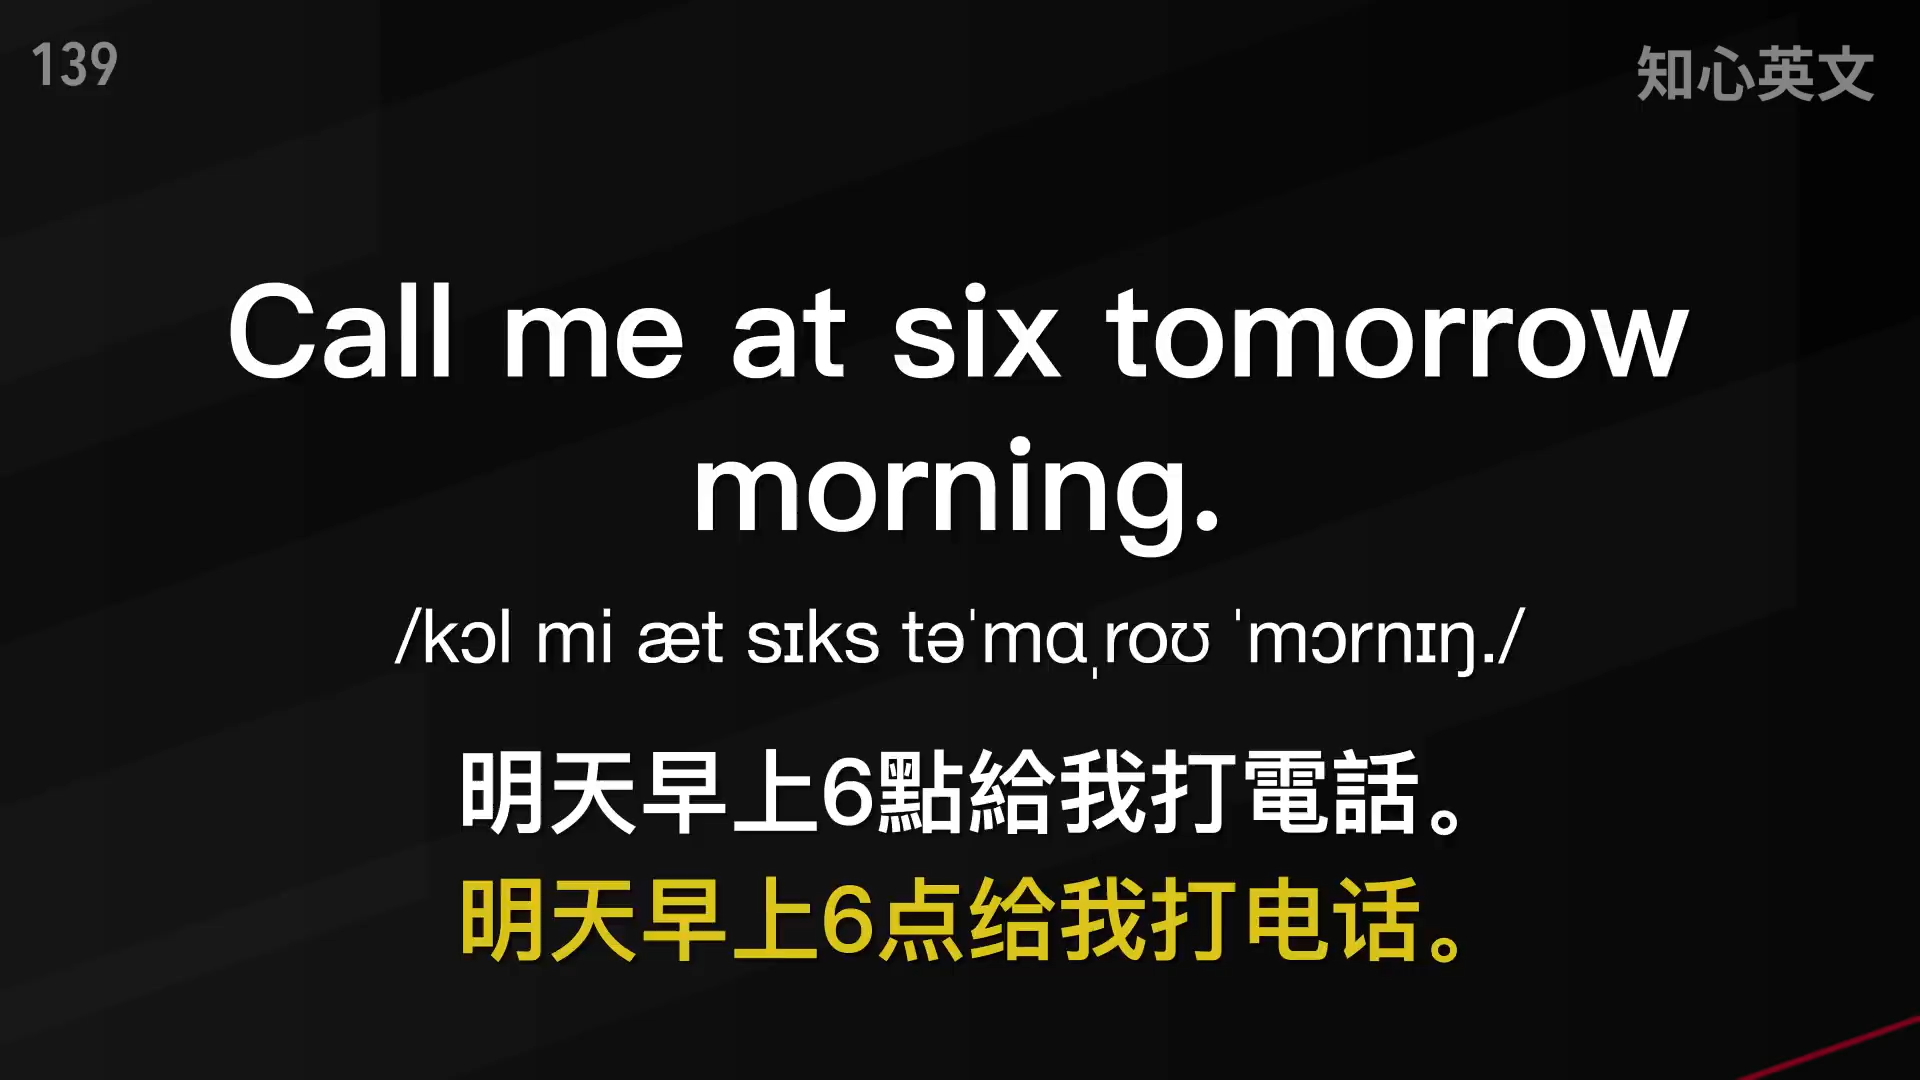 139
知心英文
Call me at six tomorrow
morning.
/kɔl mi æt sɪks təˈmɑˌroʊ ˈmɔrnɪŋ./
明天早上6點給我打電話。
明天早上6点给我打电话。